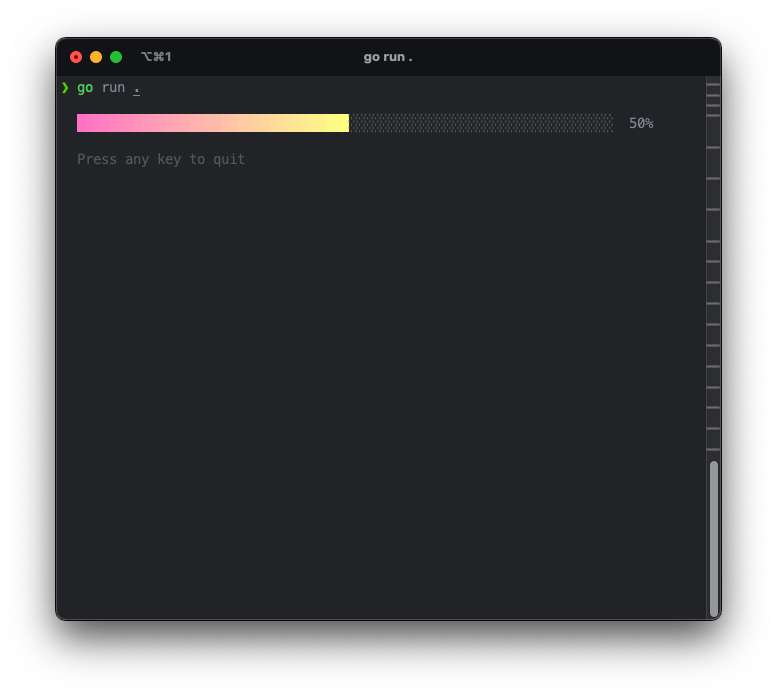 ⌥⌘1 go run .
❯ go run .
50%
Press any key to quit